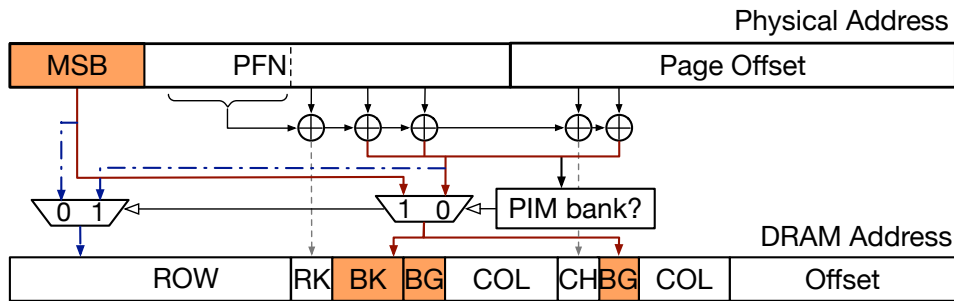 Physical Address
MSB PFN Page Offset
0 1 1 0 PIM bank?
DRAM Address
ROW RK BK BG COL CH BG COL Offset